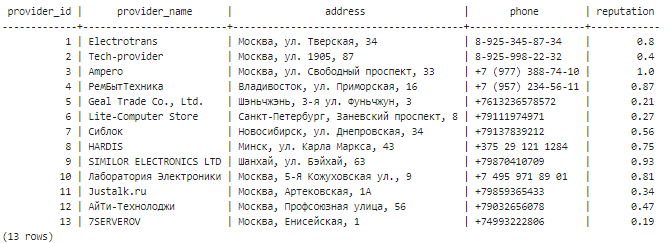 provider_id | provider_name | address | phone | reputation
-------------+-----------------------+-----------------------------------+--------------------+------------
1 | Electrotrans | Москва, ул. Тверская, 34 | 8-925-345-87-34 | 0.8
2 | Tech-provider | Москва, ул. 1905, 87 | 8-925-998-22-32 | 0.4
3 | Ampero | Москва, ул. Свободный проспект, 33 | +7 (977) 388-74-10 | 1.0
4 | РемБытТехника | Владивосток, ул. Приморская, 16 | +7 (957) 234-56-11 | 0.87
5 | Geal Trade Co., Ltd. | Шэньчжэнь, 3-я ул. Фуньчжун, 3 | +7613236578572 | 0.21
6 | Lite-Computer Store | Санкт-Петербург, Заневский проспект, 8 | +79111974971 | 0.27
7 | Сиблок | Новосибирск, ул. Днепровская, 34 | +79137839212 | 0.56
8 | HARDIS | Минск, ул. Карла Маркса, 43 | +375 29 121 1284 | 0.75
9 | SIMILOR ELECTRONICS LTD | Шанхай, ул. Бэйхай, 63 | +79870410709 | 0.93
10 | Лаборатория Электроники | Москва, 5-Я Кожуховская ул., 9 | +7 495 971 89 01 | 0.81
11 | Justalk.ru | Москва, Артековская, 1А | +79859365433 | 0.34
12 | АйТи-Технолоджи | Москва, Профсоюзная улица, 56 | +79032656078 | 0.47
13 | 7SERVEROV | Москва, Енисейская, 1 | +74993222806 | 0.19
(13 rows)